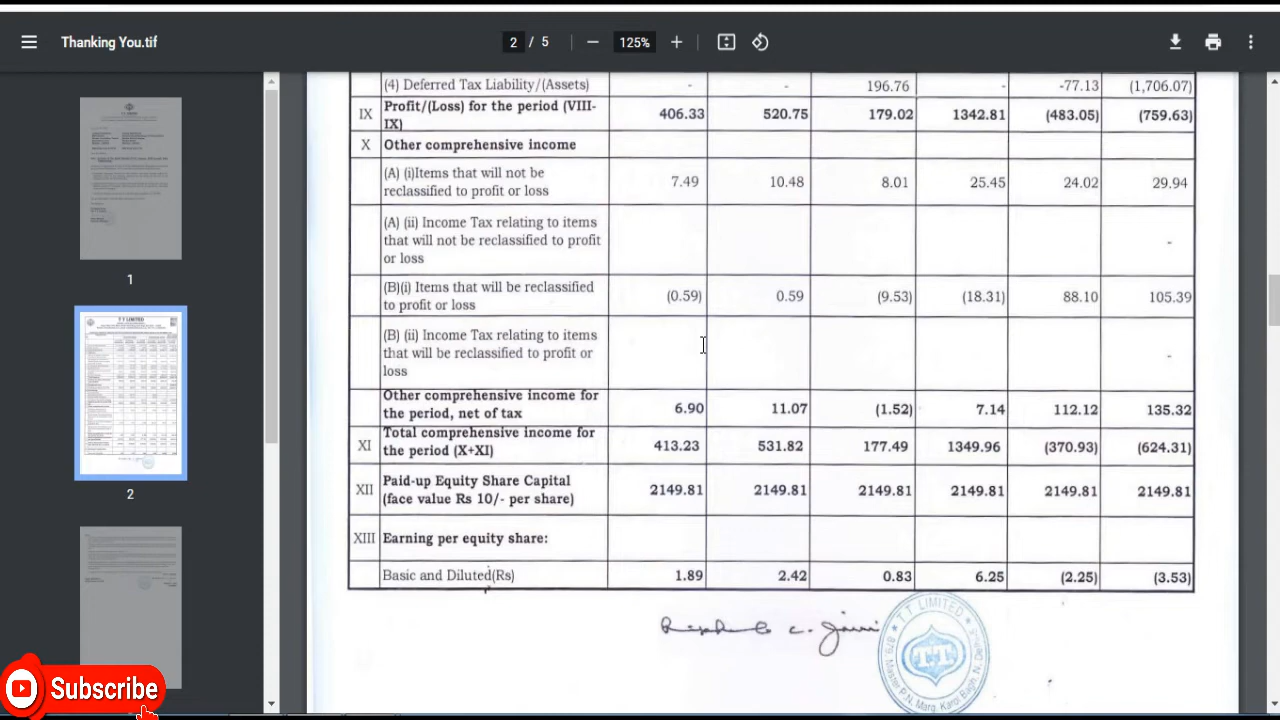 Thanking You.tif
2 / 5
125%
(4) Deferred Tax Liability/(Assets) - - 196.76 - -77.13 (1,706.07)
IX Profit/(Loss) for the period (VIII-IX) 406.33 520.75 179.02 1342.81 (483.05) (759.63)
X Other comprehensive income
(A) (i)Items that will not be
reclassified to profit or loss 7.49 10.48 8.01 25.45 24.02 29.94
(A) (ii) Income Tax relating to items
that will not be reclassified to profit -
or loss
(B)(i) Items that will be reclassified
to profit or loss (0.59) 0.59 (9.53) (18.31) 88.10 105.39
(B) (ii) Income Tax relating to items
that will be reclassified to profit or -
loss
Other comprehensive income for
the period, net of tax 6.90 11.07 (1.52) 7.14 112.12 135.32
XI Total comprehensive income for
the period (X+XI) 413.23 531.82 177.49 1349.96 (370.93) (624.31)
XII Paid-up Equity Share Capital
(face value Rs 10/- per share) 2149.81 2149.81 2149.81 2149.81 2149.81 2149.81
XIII Earning per equity share:
Basic and Diluted(Rs) 1.89 2.42 0.83 6.25 (2.25) (3.53)
T T LIMITED
TT
1
T T LIMITED
2
Subscribe